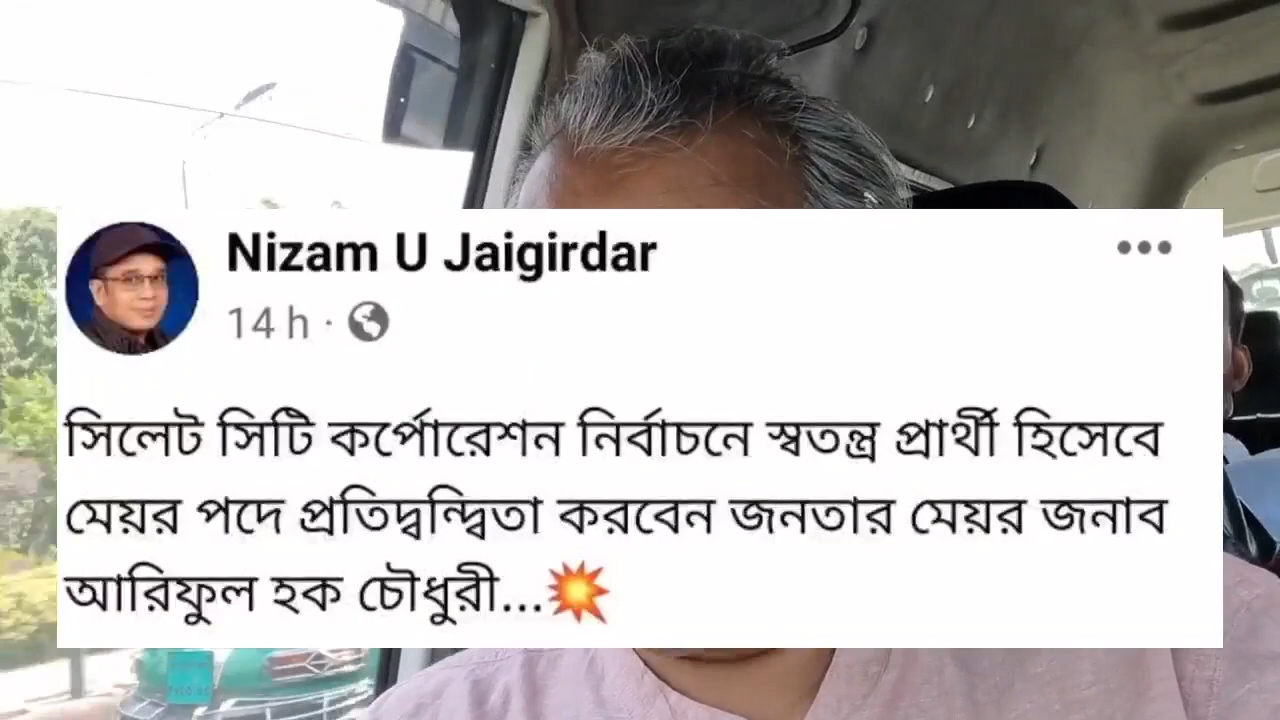 Nizam U Jaigirdar
14 h ·
সিলেট সিটি কর্পোরেশন নির্বাচনে স্বতন্ত্র প্রার্থী হিসেবে
মেয়র পদে প্রতিদ্বন্দ্বিতা করবেন জনতার মেয়র জনাব
আরিফুল হক চৌধুরী...💥